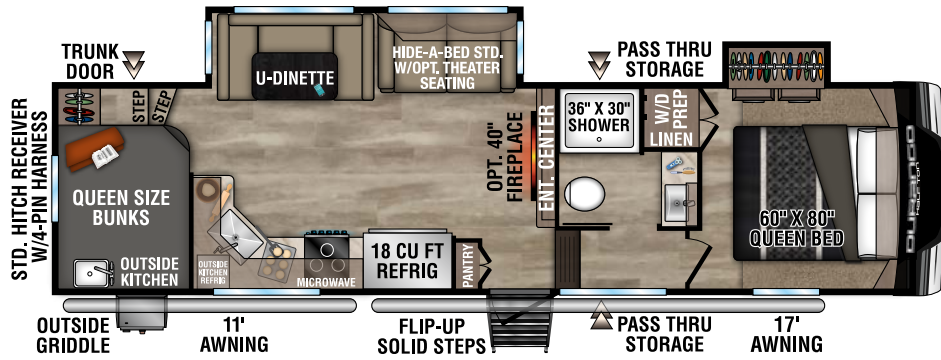 TRUNK
DOOR
STD. HITCH RECEIVER
W/4-PIN HARNESS
STEP
STEP
QUEEN SIZE
BUNKS
OUTSIDE
KITCHEN
OUTSIDE
GRIDDLE
U-DINETTE
HIDE-A-BED STD.
W/OPT. THEATER
SEATING
OUTSIDE
KITCHEN
REFRIG
MICROWAVE
18 CU FT
REFRIG
PANTRY
OPT. 40"
FIREPLACE
ENT. CENTER
PASS THRU
STORAGE
36" X 30"
SHOWER
W/D
PREP
LINEN
60" X 80"
QUEEN BED
DURANGO
HALF-TON
11'
AWNING
FLIP-UP
SOLID STEPS
PASS THRU
STORAGE
17'
AWNING